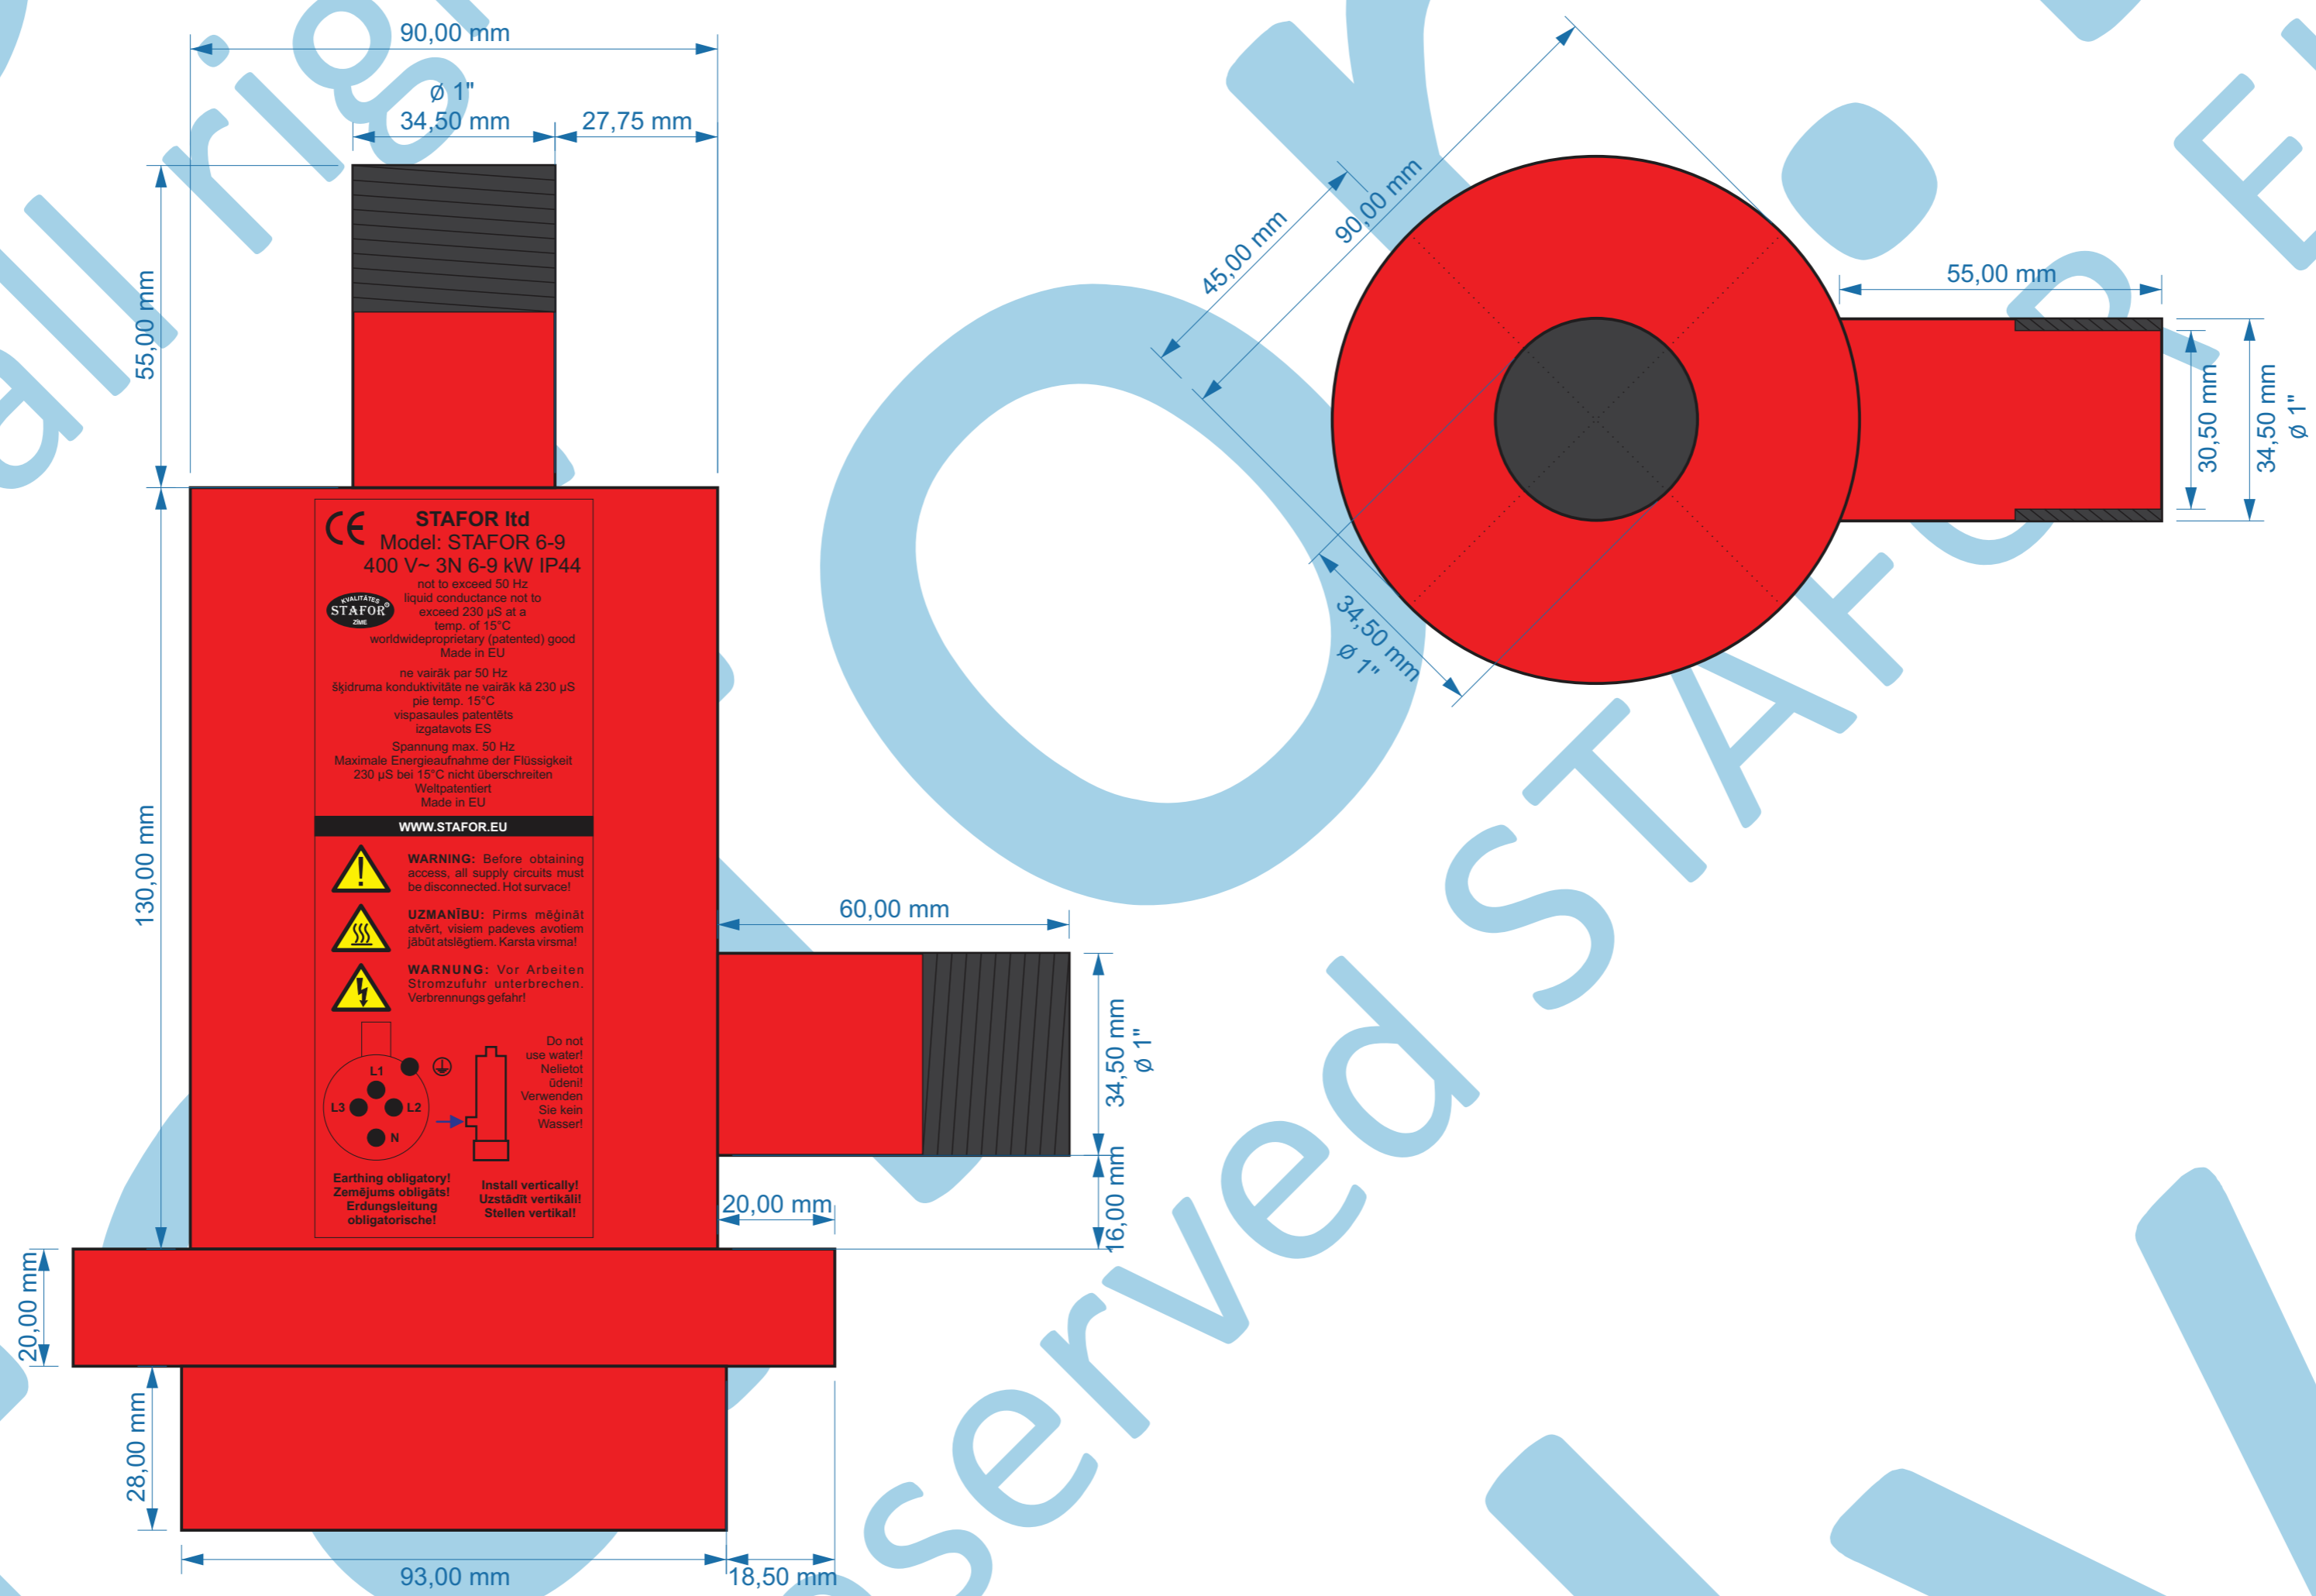 90,00 mm
Ø 1"
34,50 mm
27,75 mm
55,00 mm
130,00 mm
STAFOR ltd
Model: STAFOR 6-9
400 V~ 3N 6-9 kW IP44
not to exceed 50 Hz
liquid conductance not to
exceed 230 µS at a
temp. of 15°C
worldwideproprietary (patented) good
Made in EU
KVALITĀTES
STAFOR®
ZĪME
ne vairāk par 50 Hz
šķidruma konduktivitāte ne vairāk kā 230 µS
pie temp. 15°C
vispasaules patentēts
izgatavots ES
Spannung max. 50 Hz
Maximale Energieaufnahme der Flüssigkeit
230 µS bei 15°C nicht überschreiten
Weltpatentiert
Made in EU
WWW.STAFOR.EU
WARNING: Before obtaining
access, all supply circuits must
be disconnected. Hot survace!
UZMANĪBU: Pirms mēģināt
atvērt, visiem padeves avotiem
jābūt atslēgtiem. Karsta virsma!
WARNUNG: Vor Arbeiten
Stromzufuhr unterbrechen.
Verbrennungs gefahr!
L1
L3
L2
N
Do not
use water!
Nelietot
ūdeni!
Verwenden
Sie kein
Wasser!
Earthing obligatory!
Zemējums obligāts!
Erdungsleitung
obligatorische!
Install vertically!
Uzstādīt vertikāli!
Stellen vertikal!
60,00 mm
34,50 mm
Ø 1"
16,00 mm
20,00 mm
20,00 mm
28,00 mm
93,00 mm
18,50 mm
90,00 mm
45,00 mm
34,50 mm
Ø 1"
55,00 mm
30,50 mm
34,50 mm
Ø 1"